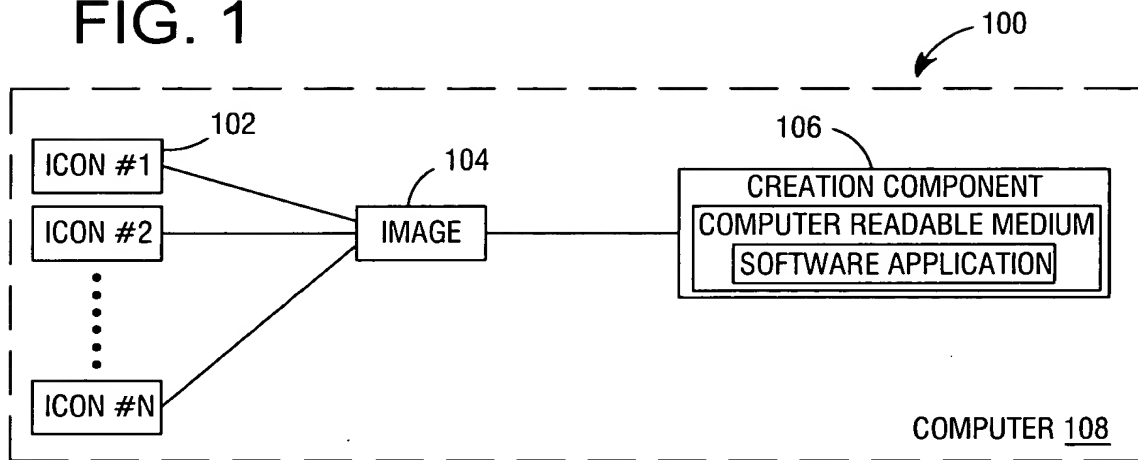 FIG. 1
100
102
ICON #1
104
106
CREATION COMPONENT
ICON #2
IMAGE
COMPUTER READABLE MEDIUM
SOFTWARE APPLICATION
ICON #N
COMPUTER 108